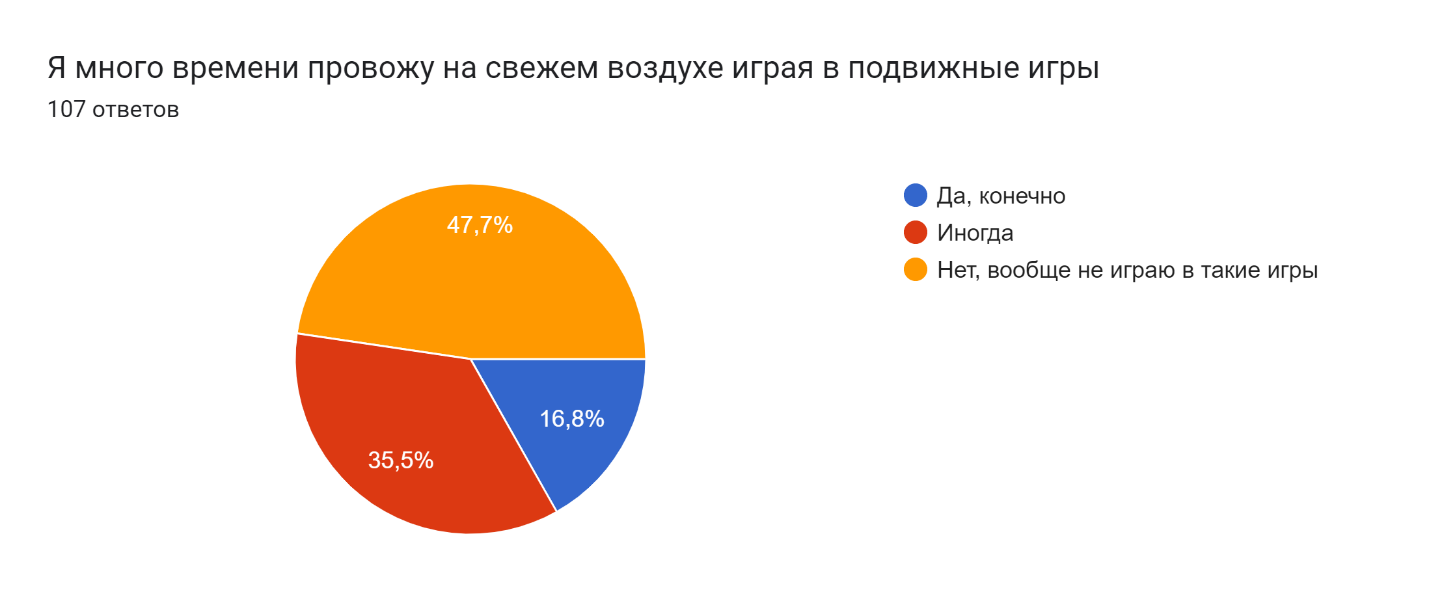 Я много времени провожу на свежем воздухе играя в подвижные игры
107 ответов
47,7%
16,8%
35,5%
Да, конечно
Иногда
Нет, вообще не играю в такие игры